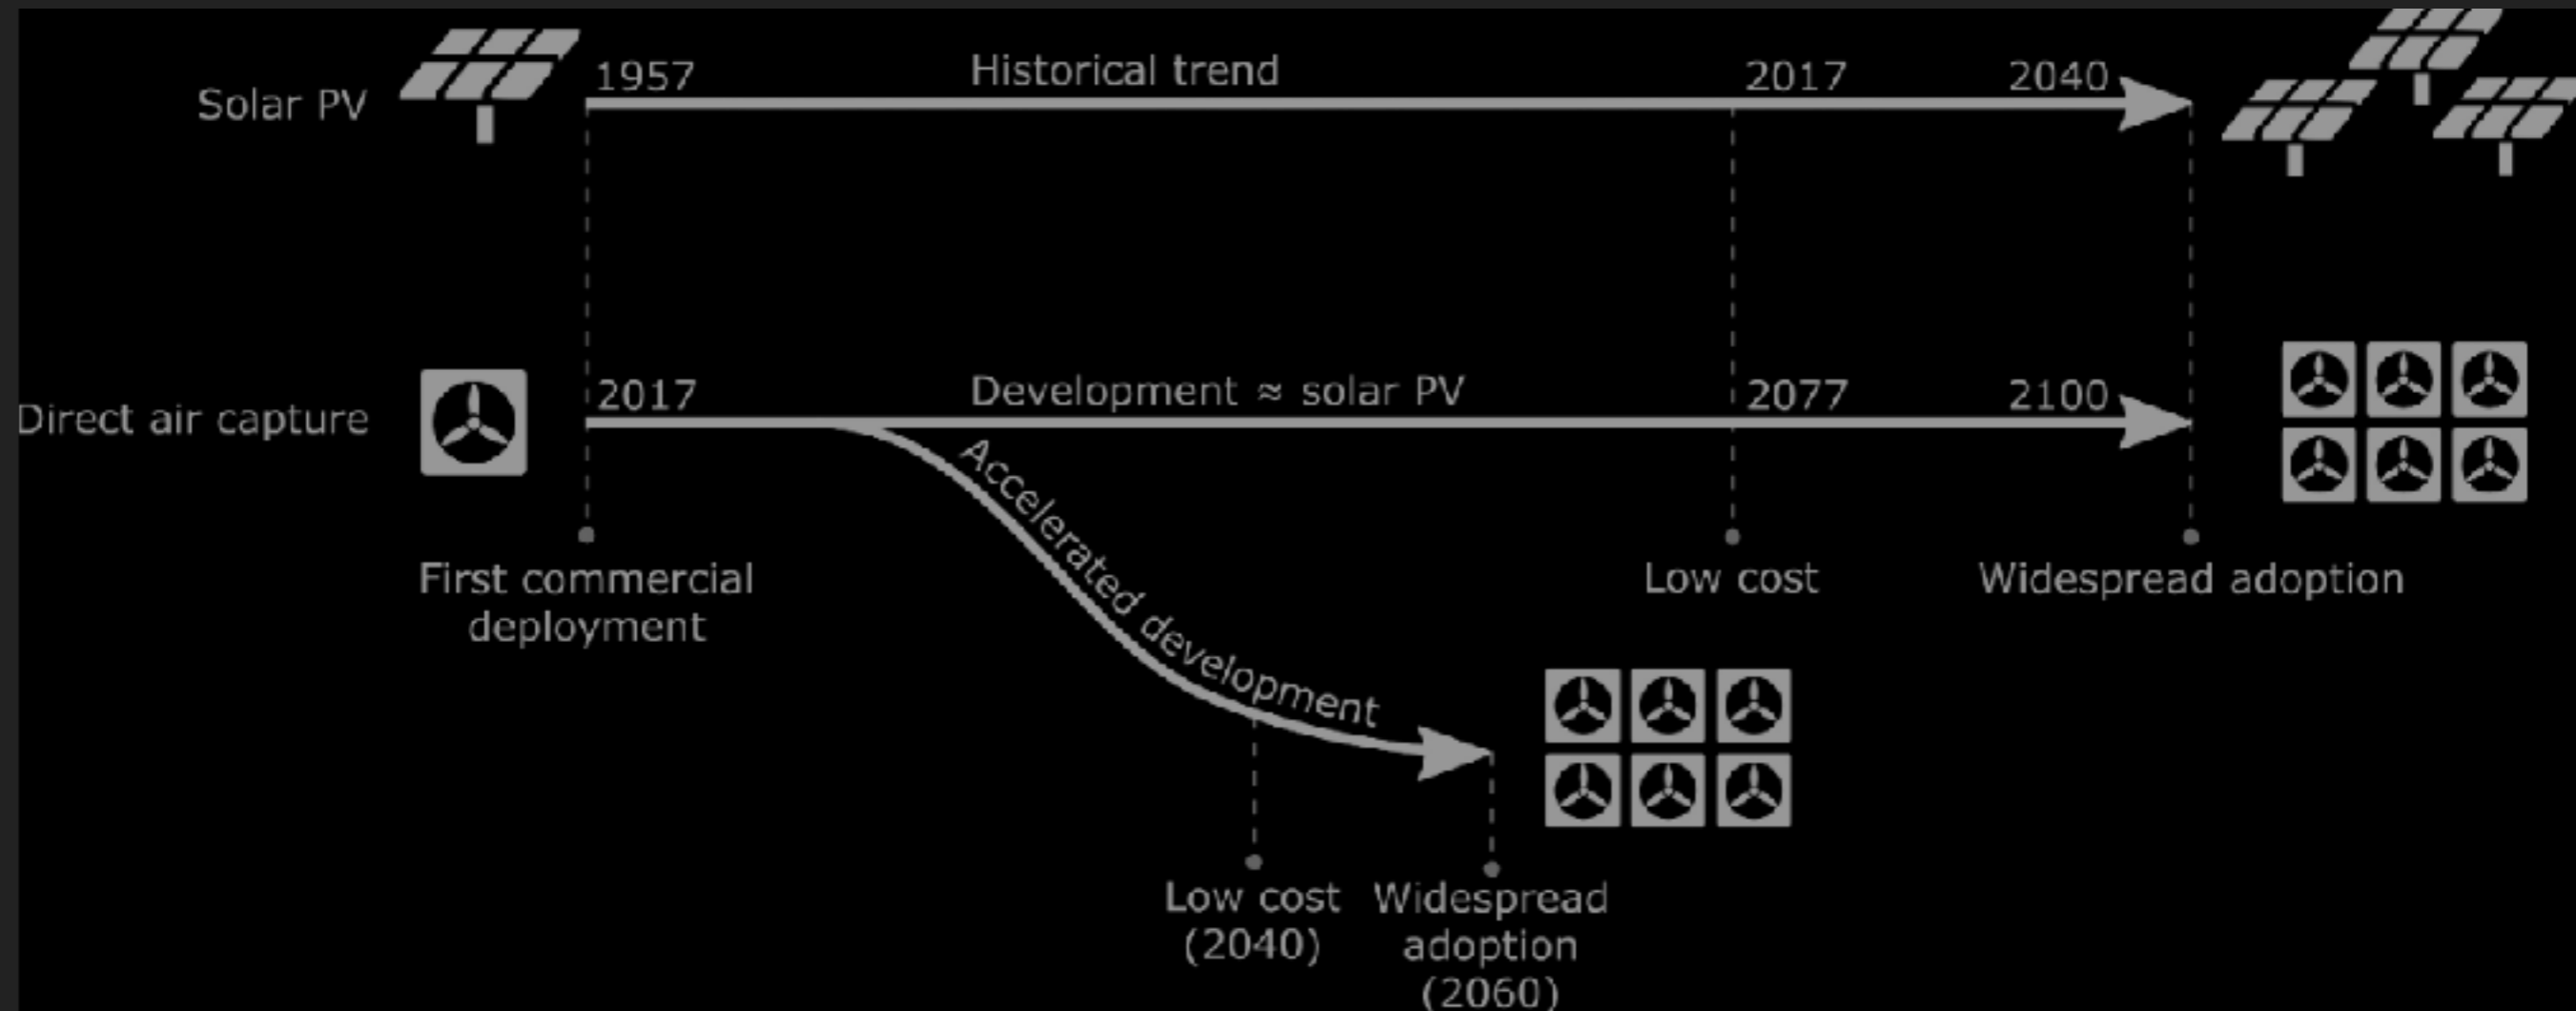 Solar PV
1957
Historical trend
2017
2040
Direct air capture
2017
Development ≈ solar PV
2077
2100
Accelerated development
First commercial
deployment
Low cost
Widespread adoption
Low cost
(2040)
Widespread
adoption
(2060)